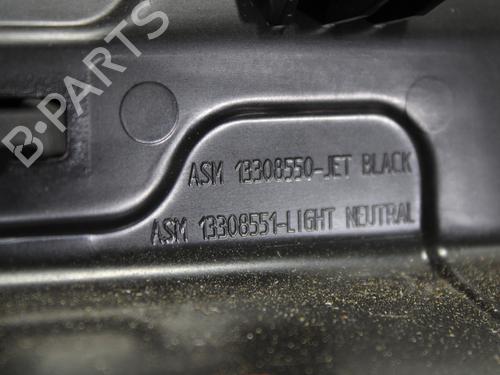 B-PARTS
ASM 13308550-JET BLACK
ASM 13308551-LIGHT NEUTRAL